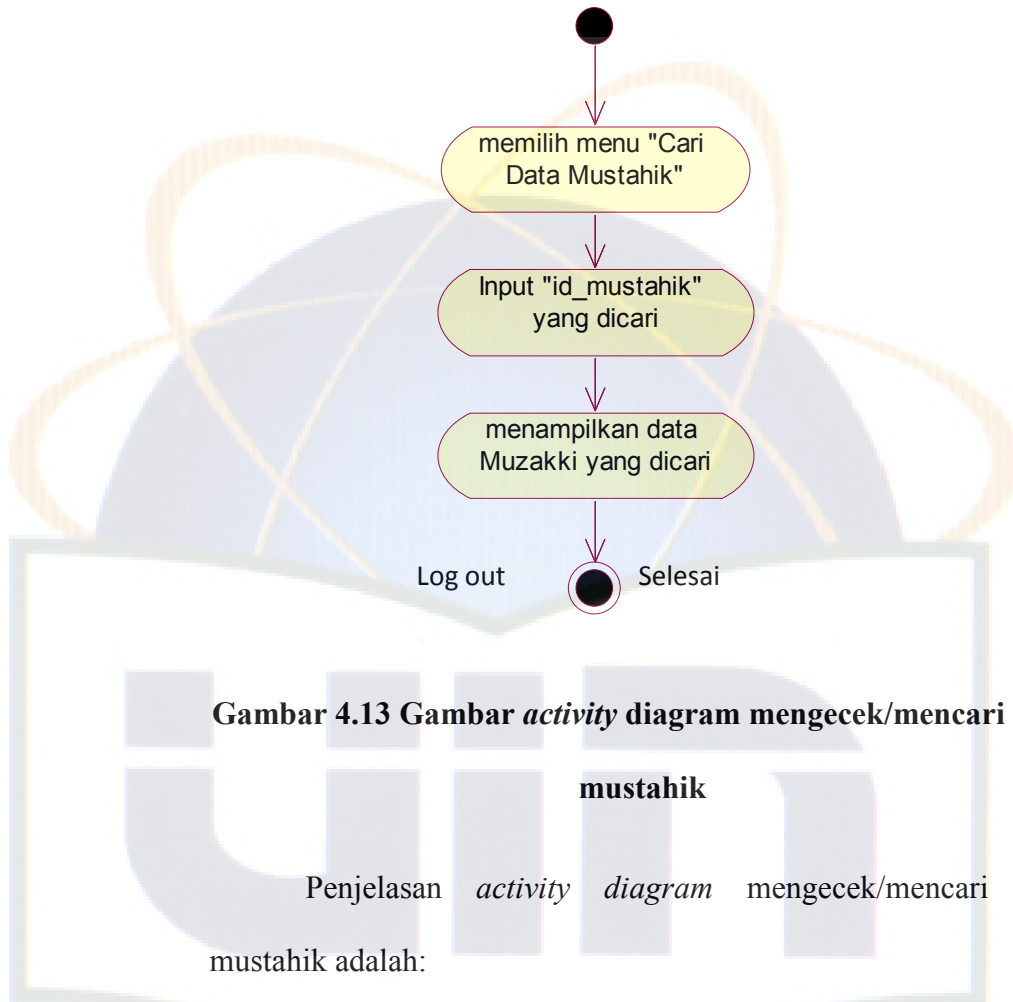 memilih menu "Cari
Data Mustahik"
Input "id_mustahik"
yang dicari
menampilkan data
Muzakki yang dicari
Log out Selesai
Gambar 4.13 Gambar activity diagram mengecek/mencari
mustahik
Penjelasan activity diagram mengecek/mencari
mustahik adalah:
uin